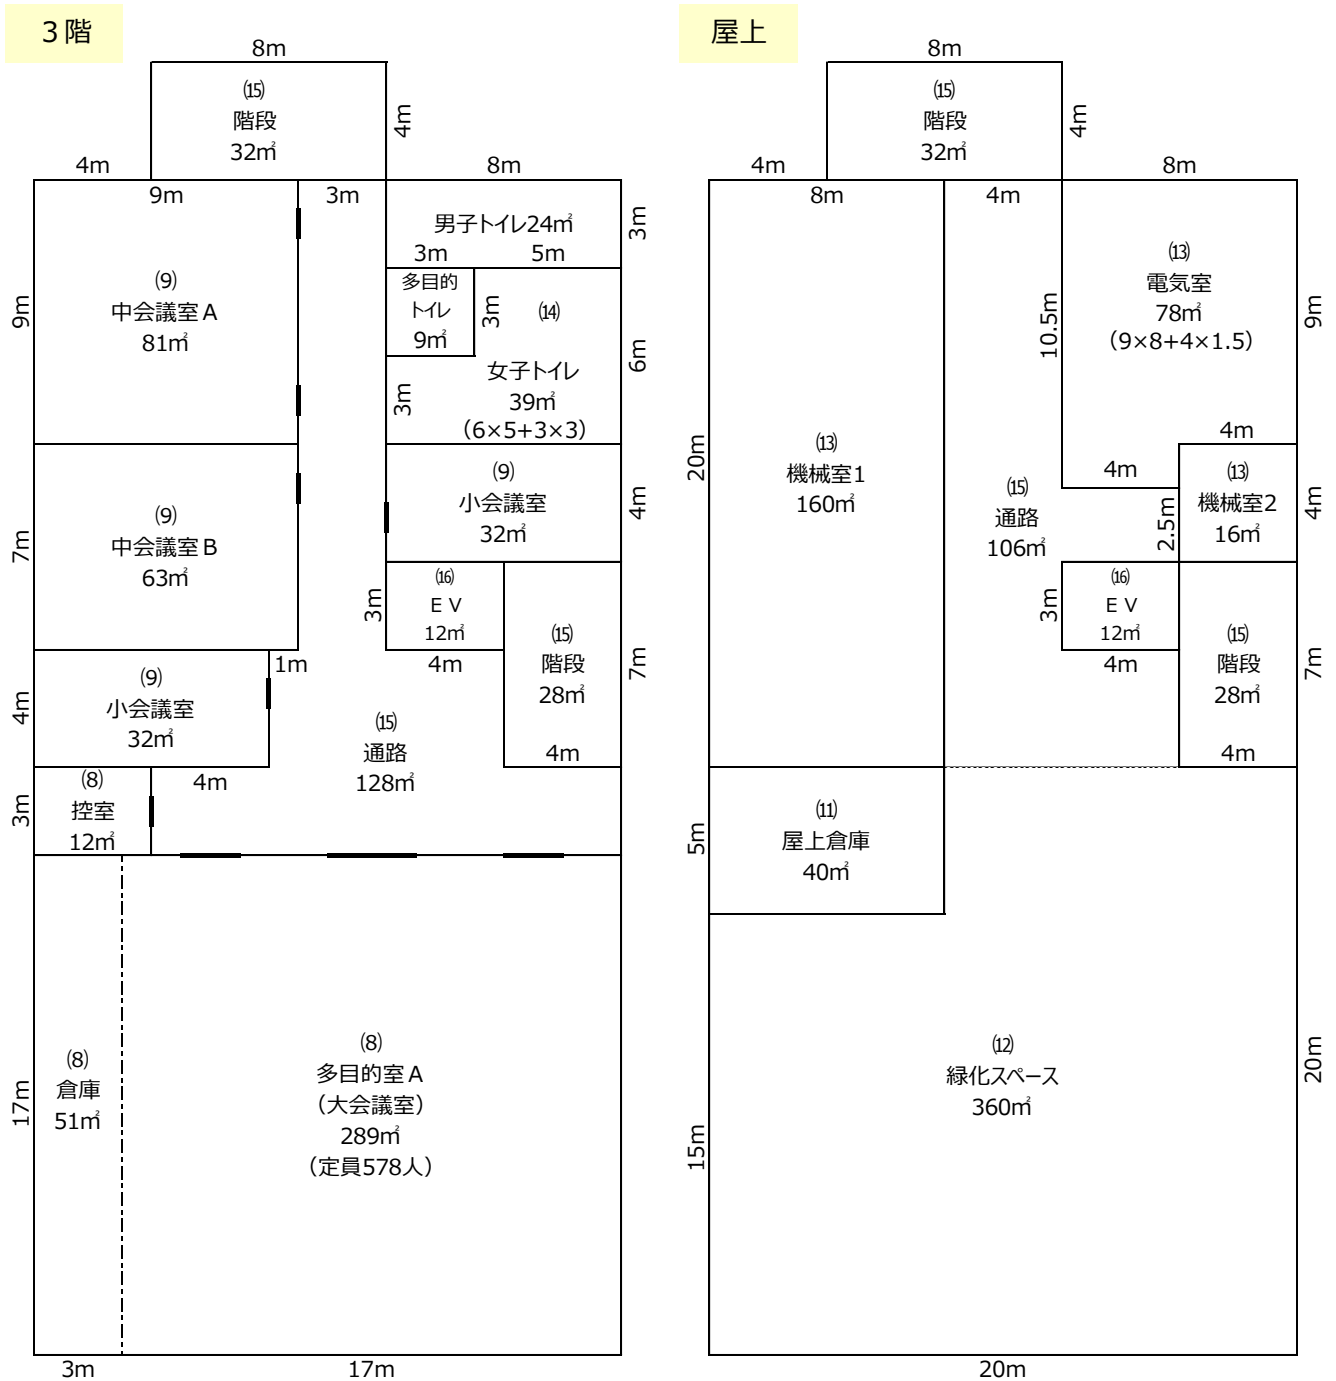 ３階
8m
⒂
階段
32㎡
4m
4m
8m
9m
3m
⑼
中会議室Ａ
81㎡
9m
男子トイレ24㎡
3m
3m
5m
多目的
トイレ
9㎡
3m
⒁
女子トイレ
39㎡
（6×5+3×3）
3m
6m
⑼
中会議室Ｂ
63㎡
7m
⑼
小会議室
32㎡
4m
⒃
ＥＶ
12㎡
3m
4m
⒂
階段
28㎡
7m
4m
1m
⑼
小会議室
32㎡
4m
4m
⒂
通路
128㎡
⑻
控室
12㎡
3m
⑻
倉庫
51㎡
17m
⑻
多目的室Ａ
（大会議室）
289㎡
（定員578人）
3m
17m
屋上
8m
⒂
階段
32㎡
4m
4m
8m
8m
4m
⒀
機械室1
160㎡
20m
⒀
電気室
78㎡
（9×8+4×1.5）
10.5m
9m
4m
4m
⒀
機械室2
16㎡
4m
2.5m
⒂
通路
106㎡
⒃
ＥＶ
12㎡
3m
4m
⒂
階段
28㎡
7m
4m
⑾
屋上倉庫
40㎡
5m
⑿
緑化スペース
360㎡
15m
20m
20m